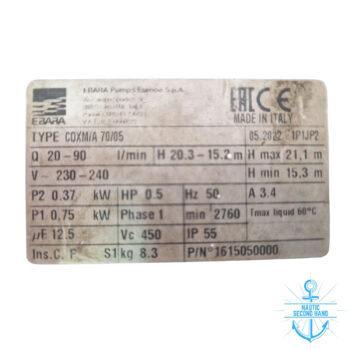 EBARA
EBARA Pumps Europe S.p.A.
EAC CE
MADE IN ITALY
TYPE CDXM/A 70/05 05.2022 - 1P1JP2
Q 20-90 l/min H 20.3-15.2 m H max 21,1 m
V~ 230-240 H min 15,3 m
P2 0.37 kW HP 0.5 Hz 50 A 3.4
P1 0,75 kW Phase 1 min⁻¹ 2760 Tmax liquid 60°C
µF 12.5 Vc 450 IP 55
Ins.C. F S1 kg 8.3 P/N°1615050000
NAUTIC
SECOND HAND